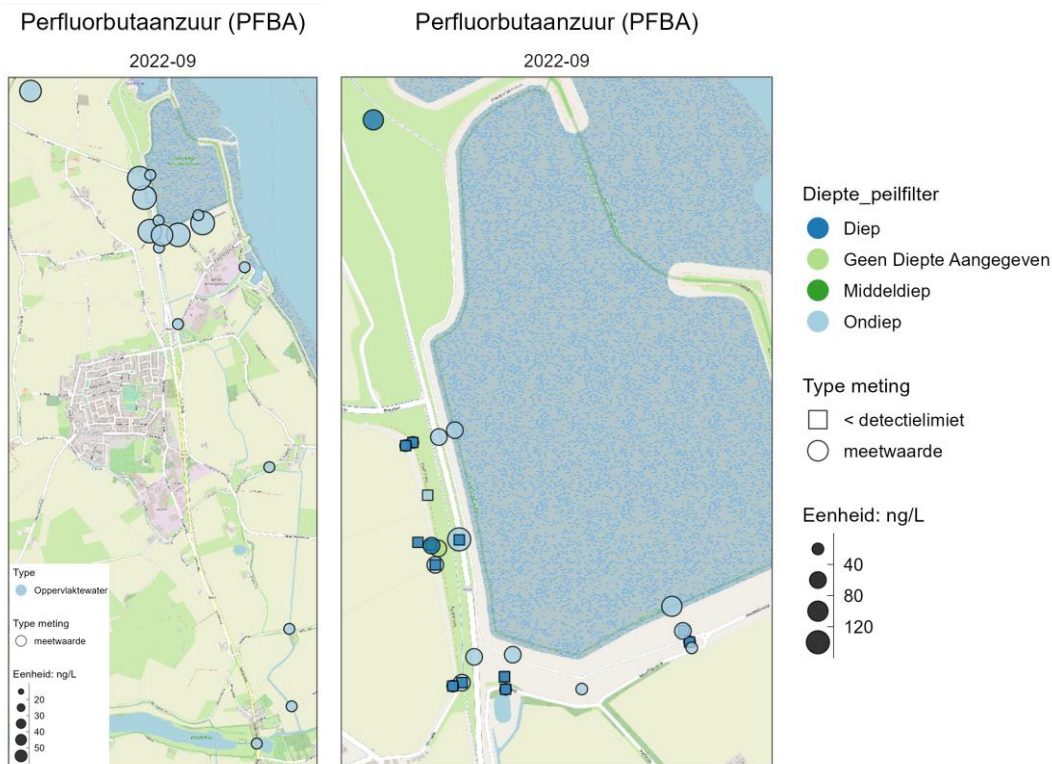 Perfluorbutaanzuur (PFBA)
2022-09
Type
Oppervlaktewater
Type meting
meetwaarde
Eenheid: ng/L
20
30
40
50
Perfluorbutaanzuur (PFBA)
2022-09
Diepte_peilfilter
Diep
Geen Diepte Aangegeven
Middeldiep
Ondiep
Type meting
< detectielimiet
meetwaarde
Eenheid: ng/L
40
80
120